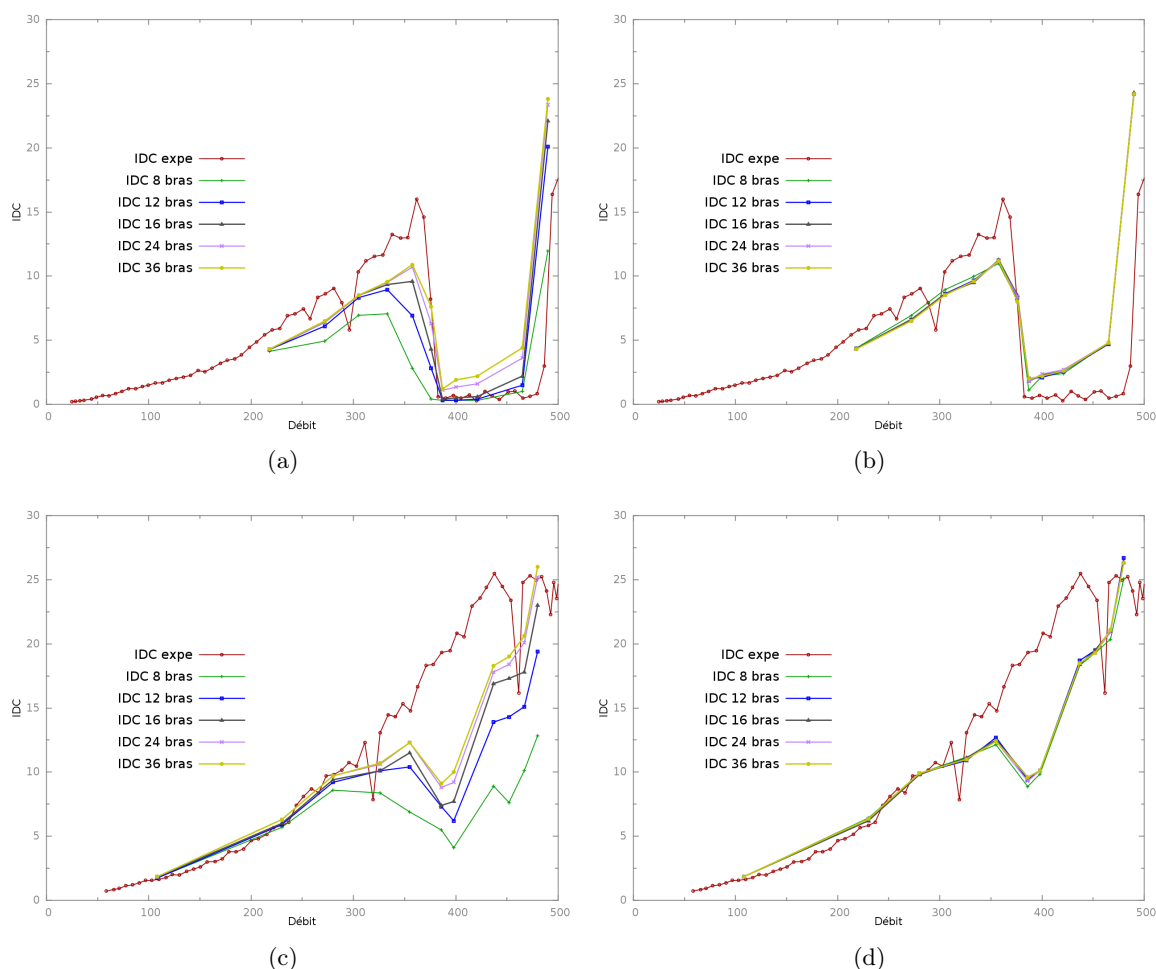 30
25
20
15
10
5
0
IDC
IDC expe
IDC 8 bras
IDC 12 bras
IDC 16 bras
IDC 24 bras
IDC 36 bras
0 100 200 300 400 500
Débit
(a)
30
25
20
15
10
5
0
IDC
IDC expe
IDC 8 bras
IDC 12 bras
IDC 16 bras
IDC 24 bras
IDC 36 bras
0 100 200 300 400 500
Débit
(b)
30
25
20
15
10
5
0
IDC
IDC expe
IDC 8 bras
IDC 12 bras
IDC 16 bras
IDC 24 bras
IDC 36 bras
0 100 200 300 400 500
Débit
(c)
30
25
20
15
10
5
0
IDC
IDC expe
IDC 8 bras
IDC 12 bras
IDC 16 bras
IDC 24 bras
IDC 36 bras
0 100 200 300 400 500
Débit
(d)